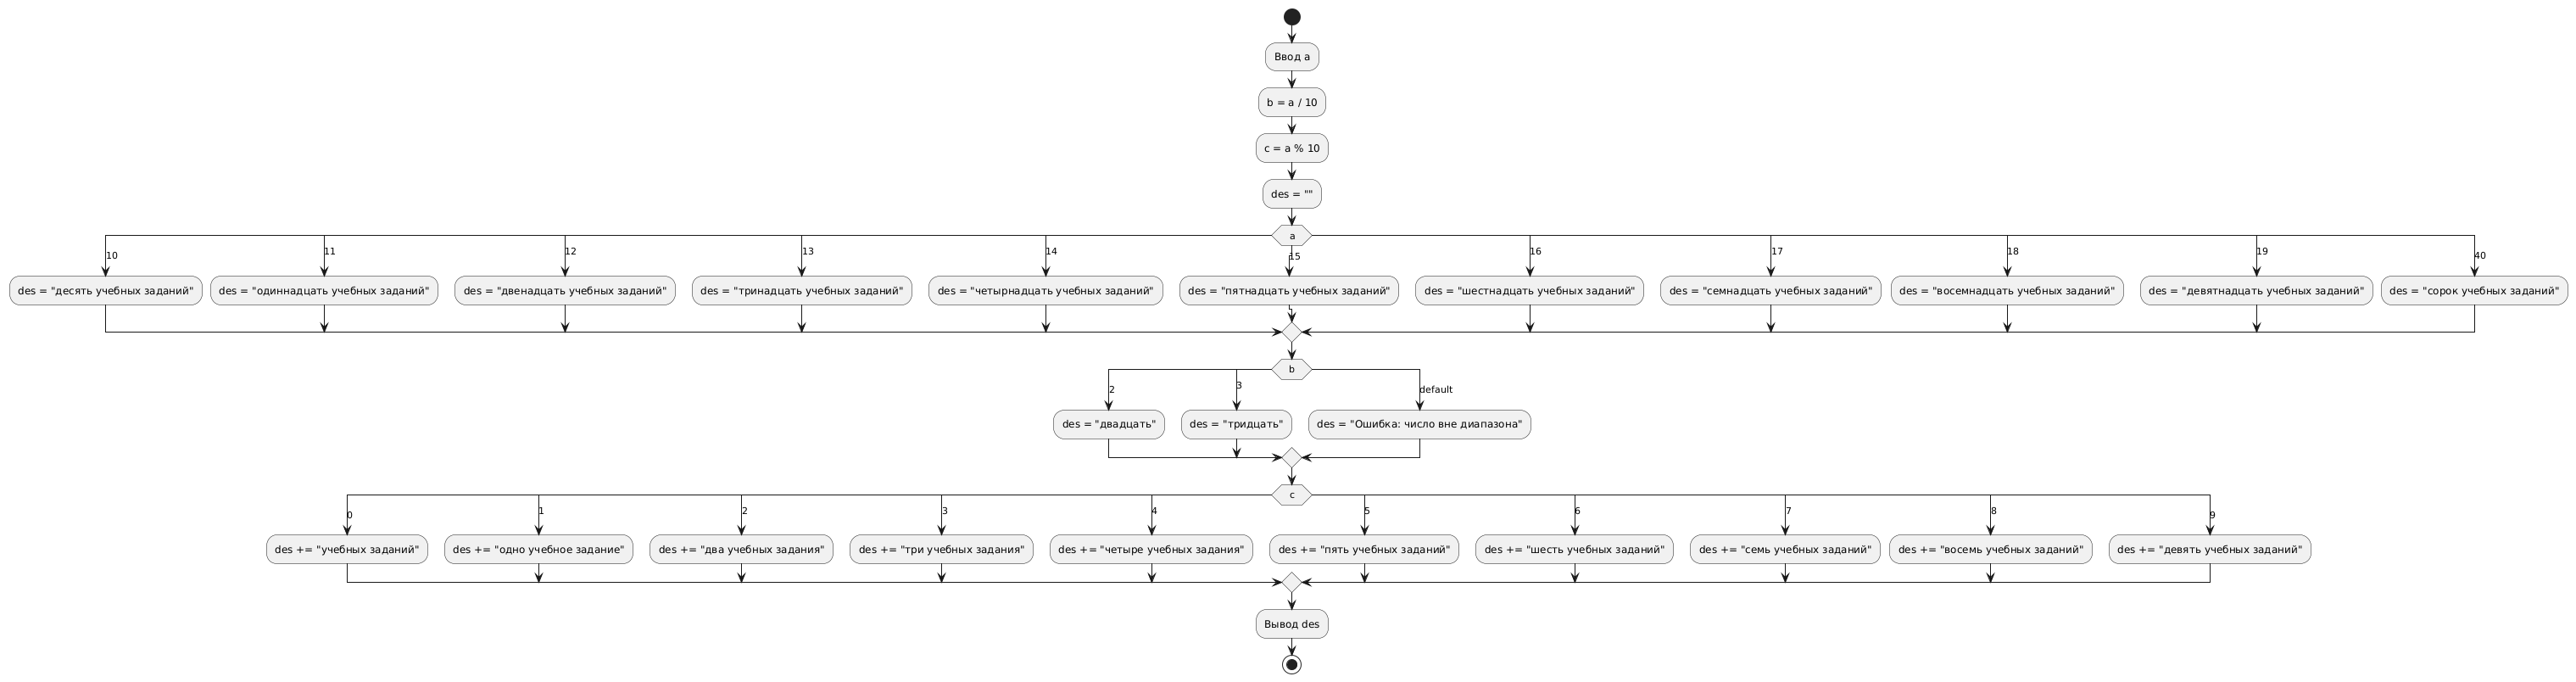 Ввод a
b = a / 10
c = a % 10
des = ""
a
10
11
12
13
14
15
16
17
18
19
40
des = "десять учебных заданий"
des = "одиннадцать учебных заданий"
des = "двенадцать учебных заданий"
des = "тринадцать учебных заданий"
des = "четырнадцать учебных заданий"
des = "пятнадцать учебных заданий"
des = "шестнадцать учебных заданий"
des = "семнадцать учебных заданий"
des = "восемнадцать учебных заданий"
des = "девятнадцать учебных заданий"
des = "сорок учебных заданий"
b
2
3
default
des = "двадцать"
des = "тридцать"
des = "Ошибка: число вне диапазона"
c
0
1
2
3
4
5
6
7
8
9
des += "учебных заданий"
des += "одно учебное задание"
des += "два учебных задания"
des += "три учебных задания"
des += "четыре учебных задания"
des += "пять учебных заданий"
des += "шесть учебных заданий"
des += "семь учебных заданий"
des += "восемь учебных заданий"
des += "девять учебных заданий"
Вывод des